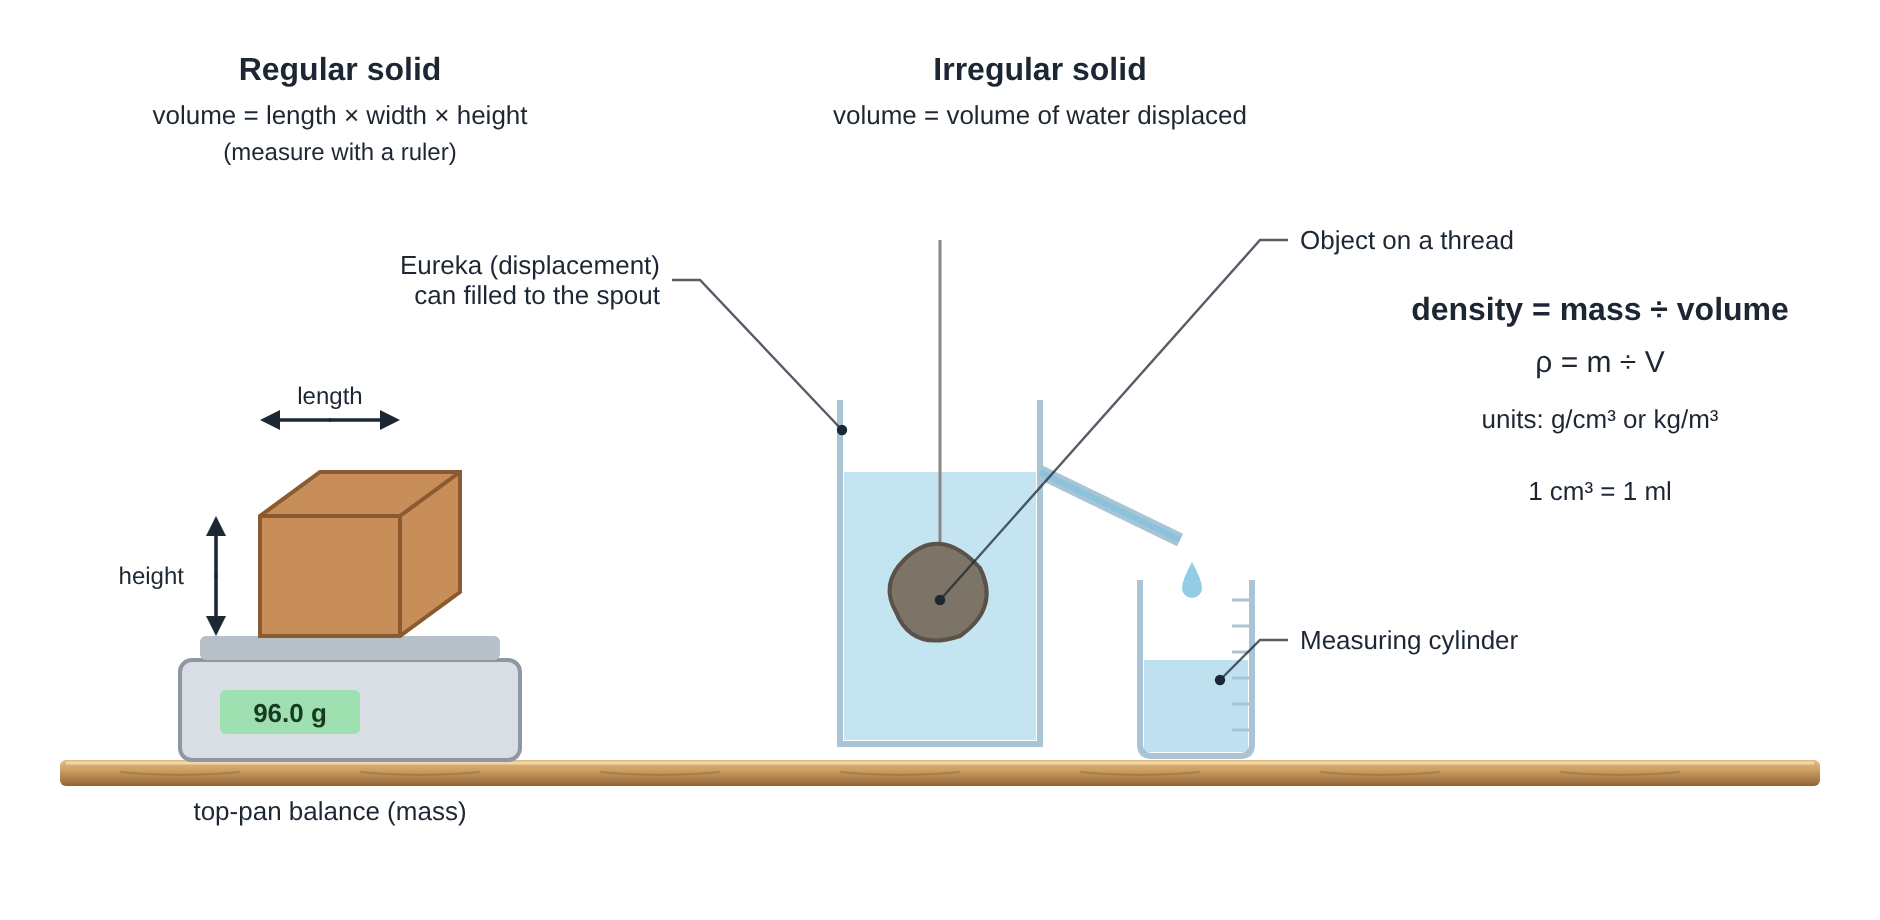 Regular solid
volume = length × width × height
(measure with a ruler)
Irregular solid
volume = volume of water displaced
Eureka (displacement)
can filled to the spout
Object on a thread
density = mass ÷ volume
ρ = m ÷ V
units: g/cm³ or kg/m³
1 cm³ = 1 ml
length
height
96.0 g
Measuring cylinder
top-pan balance (mass)